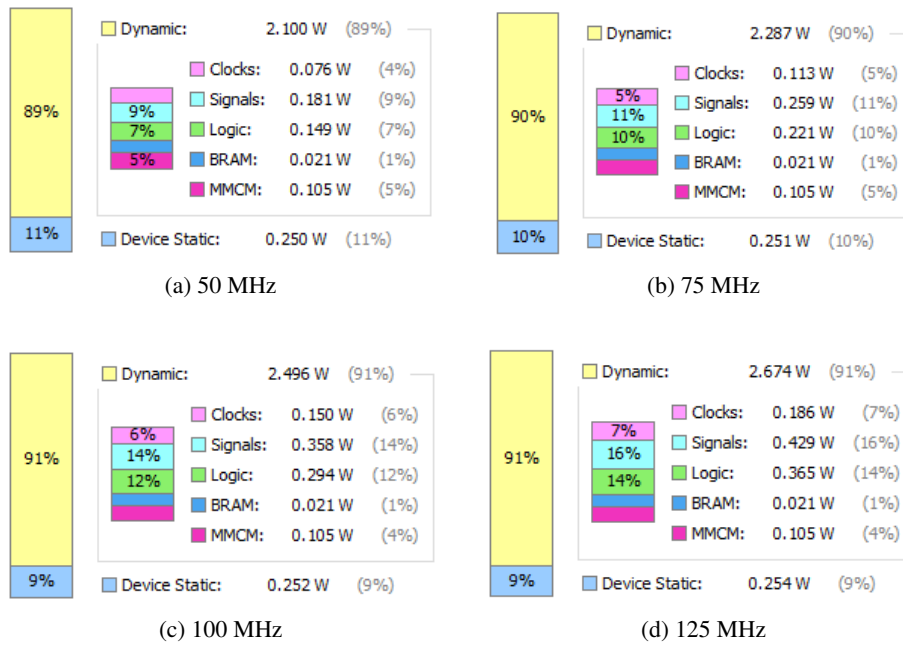 89%
11%
Dynamic: 2.100 W (89%)
9%
7%
5%
Clocks: 0.076 W (4%)
Signals: 0.181 W (9%)
Logic: 0.149 W (7%)
BRAM: 0.021 W (1%)
MMCM: 0.105 W (5%)
Device Static: 0.250 W (11%)
(a) 50 MHz
90%
10%
Dynamic: 2.287 W (90%)
5%
11%
10%
Clocks: 0.113 W (5%)
Signals: 0.259 W (11%)
Logic: 0.221 W (10%)
BRAM: 0.021 W (1%)
MMCM: 0.105 W (5%)
Device Static: 0.251 W (10%)
(b) 75 MHz
91%
9%
Dynamic: 2.496 W (91%)
6%
14%
12%
Clocks: 0.150 W (6%)
Signals: 0.358 W (14%)
Logic: 0.294 W (12%)
BRAM: 0.021 W (1%)
MMCM: 0.105 W (4%)
Device Static: 0.252 W (9%)
(c) 100 MHz
91%
9%
Dynamic: 2.674 W (91%)
7%
16%
14%
Clocks: 0.186 W (7%)
Signals: 0.429 W (16%)
Logic: 0.365 W (14%)
BRAM: 0.021 W (1%)
MMCM: 0.105 W (4%)
Device Static: 0.254 W (9%)
(d) 125 MHz